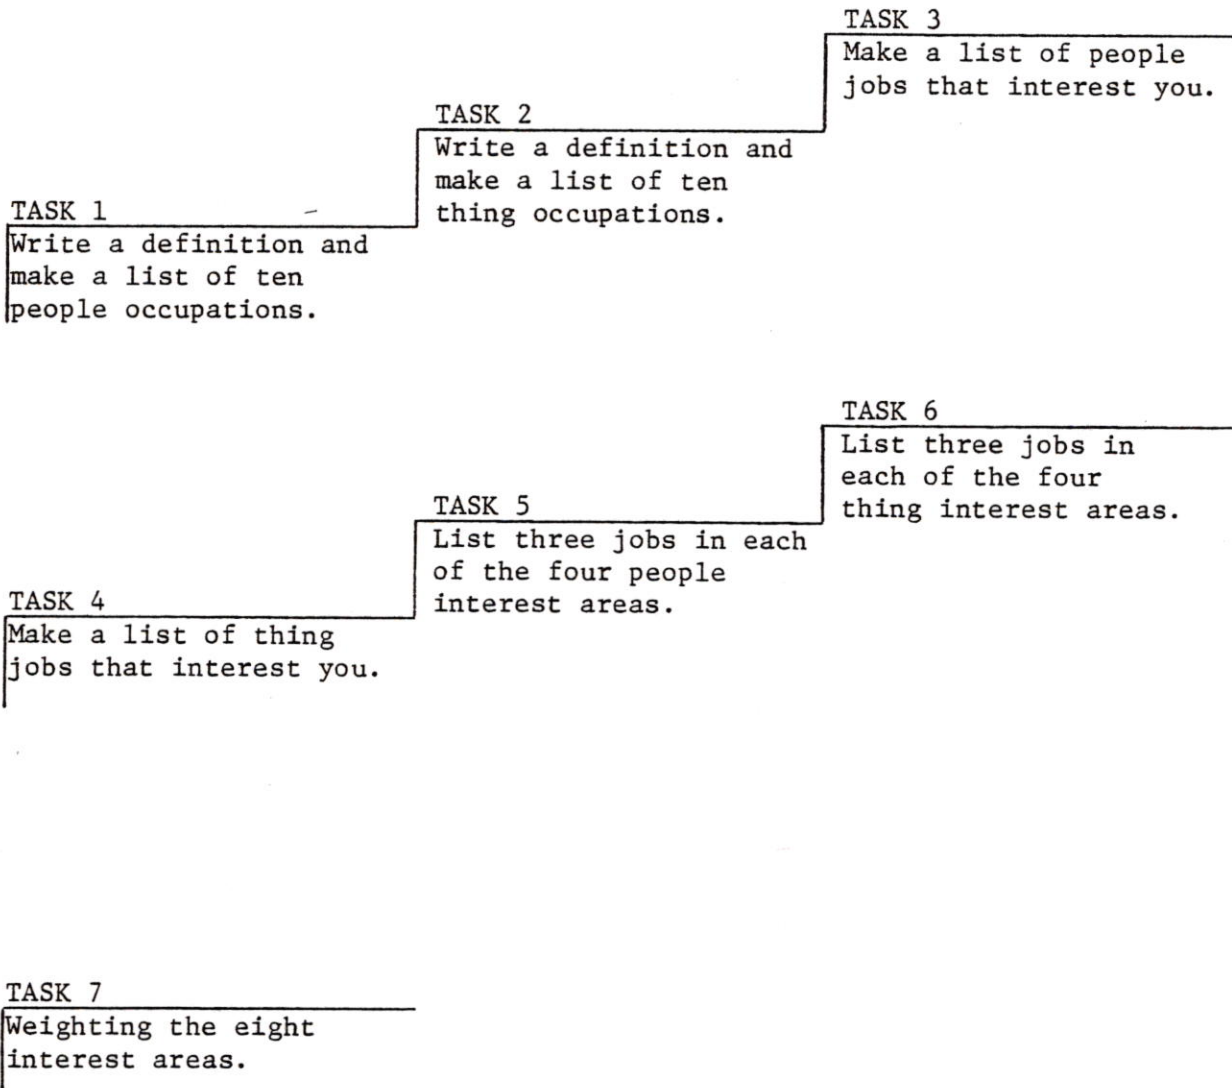 TASK 1
Write a definition and
make a list of ten
people occupations.
TASK 2
Write a definition and
make a list of ten
thing occupations.
TASK 3
Make a list of people
jobs that interest you.
TASK 4
Make a list of thing
jobs that interest you.
TASK 5
List three jobs in each
of the four people
interest areas.
TASK 6
List three jobs in
each of the four
thing interest areas.
TASK 7
Weighting the eight
interest areas.